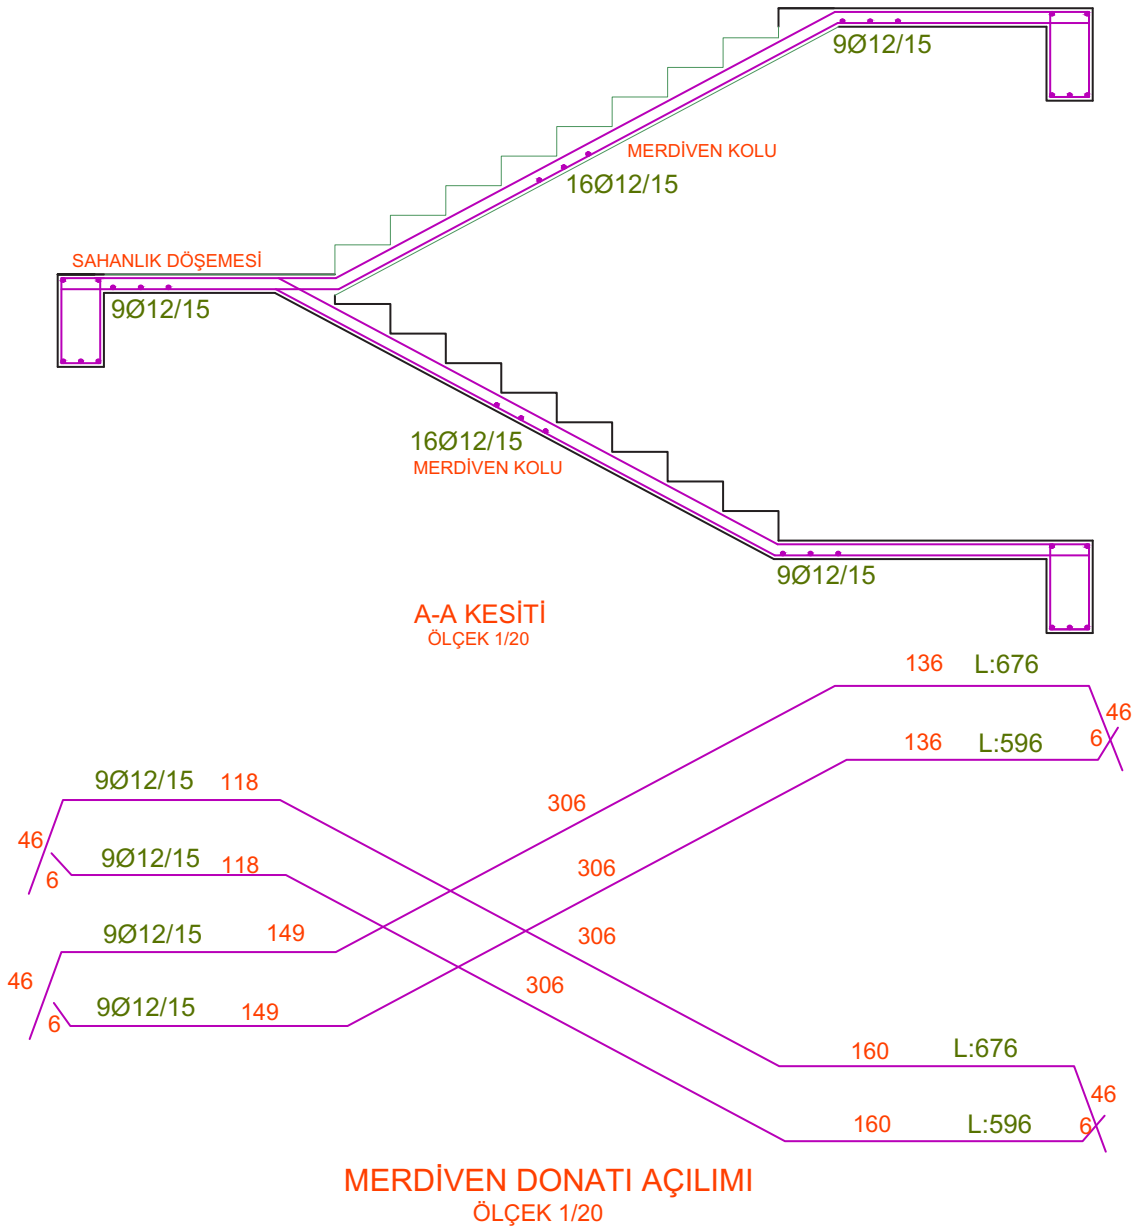 9Ø12/15
MERDİVEN KOLU
16Ø12/15
SAHANLIK DÖŞEMESİ
9Ø12/15
16Ø12/15
MERDİVEN KOLU
9Ø12/15
A-A KESİTİ
ÖLÇEK 1/20
136 L:676
46
6
136 L:596
9Ø12/15 118
306
46
9Ø12/15 118
306
6
9Ø12/15 149
306
46
306
9Ø12/15 149
6
160 L:676
46
160 L:596
6
MERDİVEN DONATI AÇILIMI
ÖLÇEK 1/20